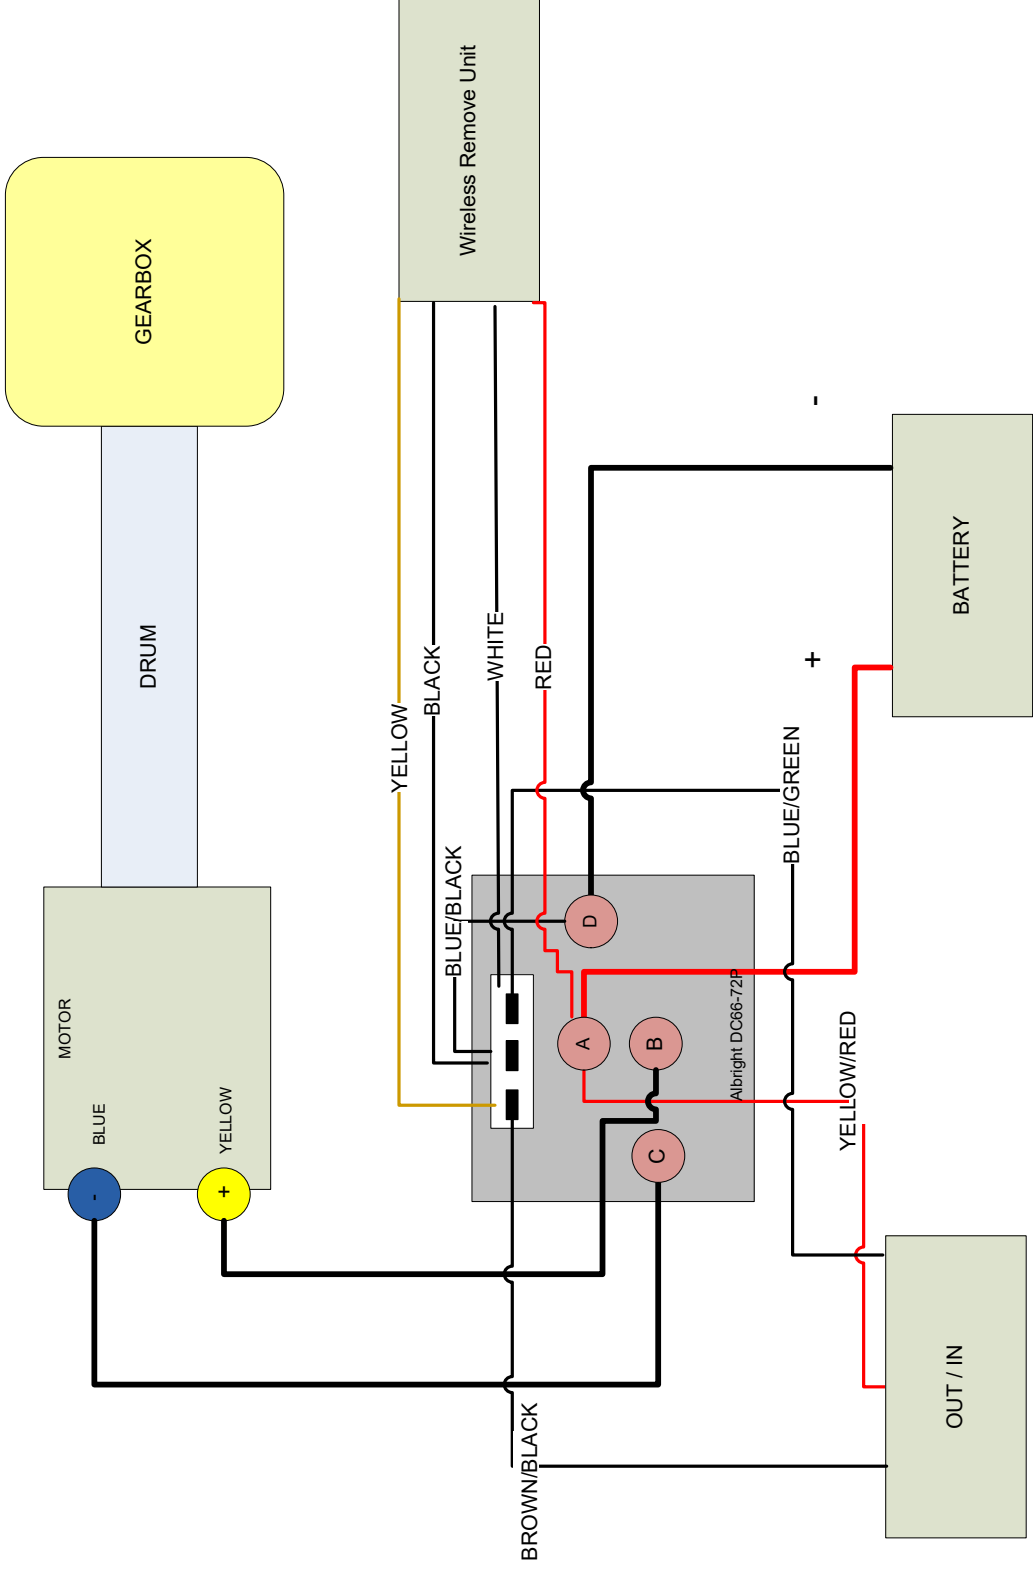 Wireless Remove Unit
GEARBOX
-
BATTERY
DRUM
WHITE
BLACK
RED
+
YELLOW
BLUE/GREEN
BLUE/BLACK
D
MOTOR
Albright DC66-72P
A
B
YELLOW/RED
BLUE
YELLOW
C
-
+
OUT / IN
BROWN/BLACK